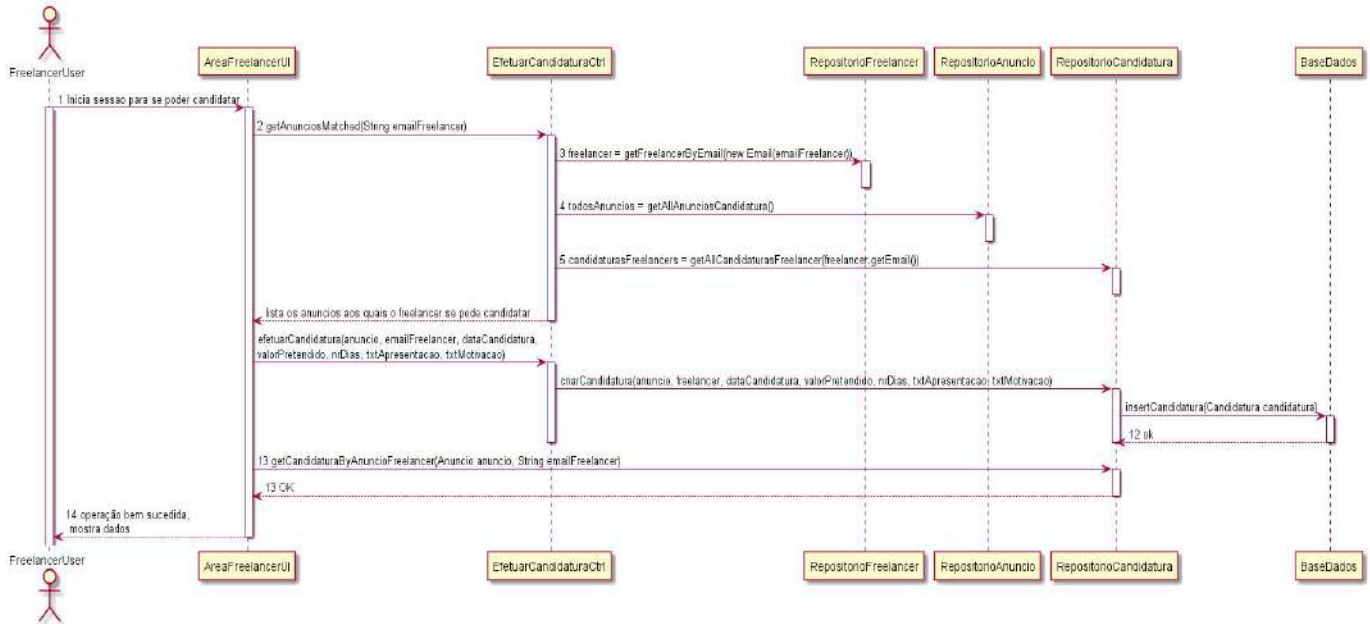 FreelancerUser
AreaFreelancerUI
EfetuarCandidaturaCtrl
RepositorioFreelancer
RepositorioAnuncio
RepositorioCandidatura
BaseDados
1 Inicia sessao para se poder candidatar
2 getAnunciosMatched(String emailFreelancer)
3 freelancer = getFreelancerByEmail(new Email(emailFreelancer))
4 todosAnuncios = getAllAnunciosCandidatura()
5 candidaturasFreelancers = getAllCandidaturasFreelancer(freelancer.getEmail())
lista os anuncios aos quais o freelancer se pode candidatar
efetuarCandidatura(anuncio, emailFreelancer, dataCandidatura,
valorPretendido, nrDias, txtApresentacao, txtMotivacao)
criarCandidatura(anuncio, freelancer, dataCandidatura, valorPretendido, nrDias, txtApresentacao, txtMotivacao)
insertCandidatura(Candidatura candidatura)
12 ok
13 getCandidaturaByAnuncioFreelancer(Anuncio anuncio, String emailFreelancer)
13 OK
14 operação bem sucedida,
mostra dados
FreelancerUser
AreaFreelancerUI
EfetuarCandidaturaCtrl
RepositorioFreelancer
RepositorioAnuncio
RepositorioCandidatura
BaseDados